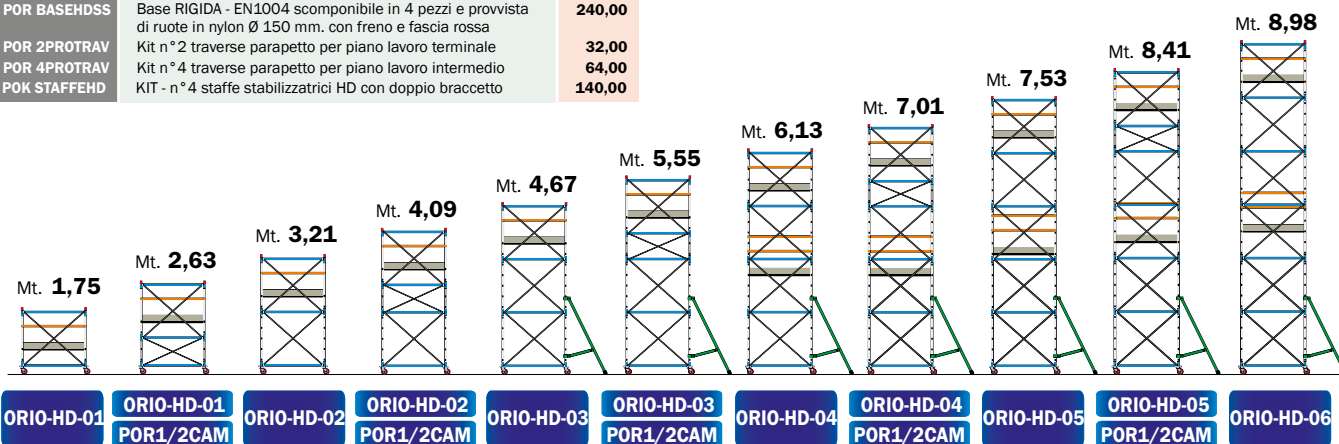 POR BASEHDSS Base RIGIDA - EN1004 scomponibile in 4 pezzi e provvista 240,00
di ruote in nylon Ø 150 mm. con freno e fascia rossa
POR 2PROTRAV Kit n°2 traverse parapetto per piano lavoro terminale 32,00
POR 4PROTRAV Kit n°4 traverse parapetto per piano lavoro intermedio 64,00
POK STAFFEHD KIT - n°4 staffe stabilizzatrici HD con doppio braccetto 140,00
Mt. 1,75
Mt. 2,63
Mt. 3,21
Mt. 4,09
Mt. 4,67
Mt. 5,55
Mt. 6,13
Mt. 7,01
Mt. 7,53
Mt. 8,41
Mt. 8,98
ORIO-HD-01
ORIO-HD-01
POR1/2CAM
ORIO-HD-02
ORIO-HD-02
POR1/2CAM
ORIO-HD-03
ORIO-HD-03
POR1/2CAM
ORIO-HD-04
ORIO-HD-04
POR1/2CAM
ORIO-HD-05
ORIO-HD-05
POR1/2CAM
ORIO-HD-06